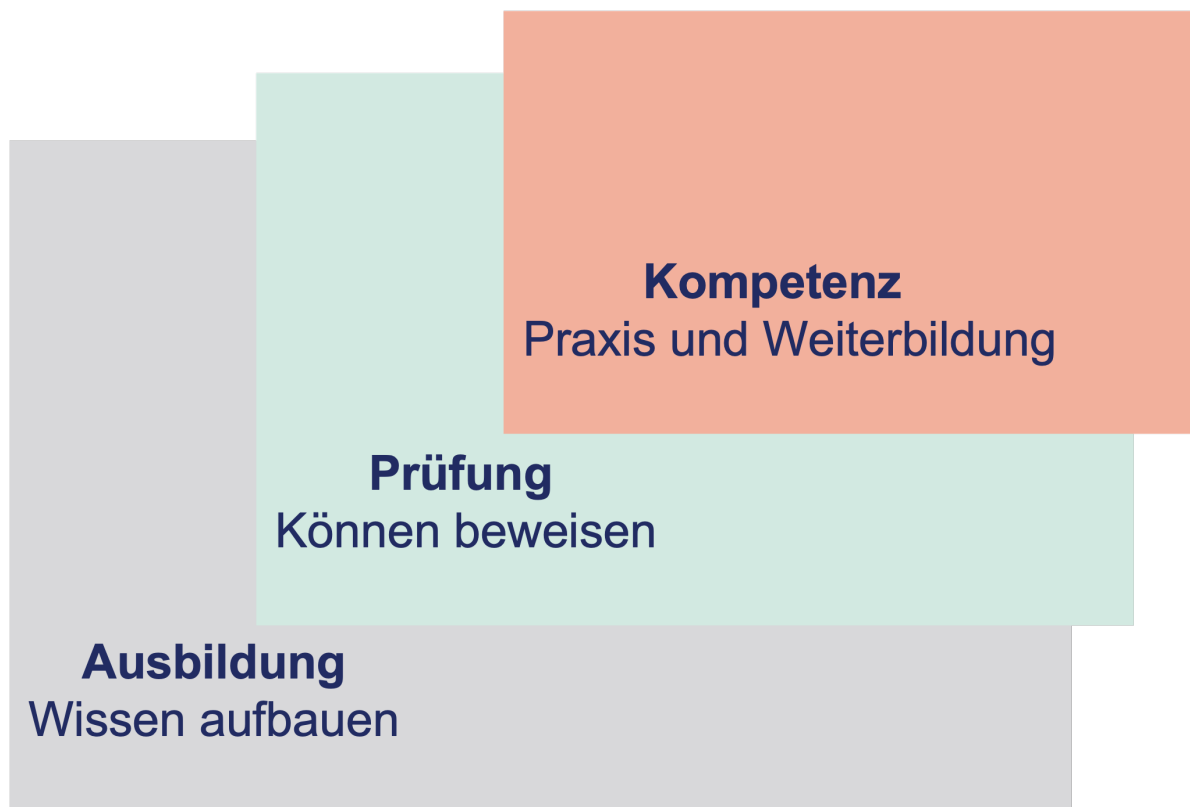 Kompetenz
Praxis und Weiterbildung
Prüfung
Können beweisen
Ausbildung
Wissen aufbauen